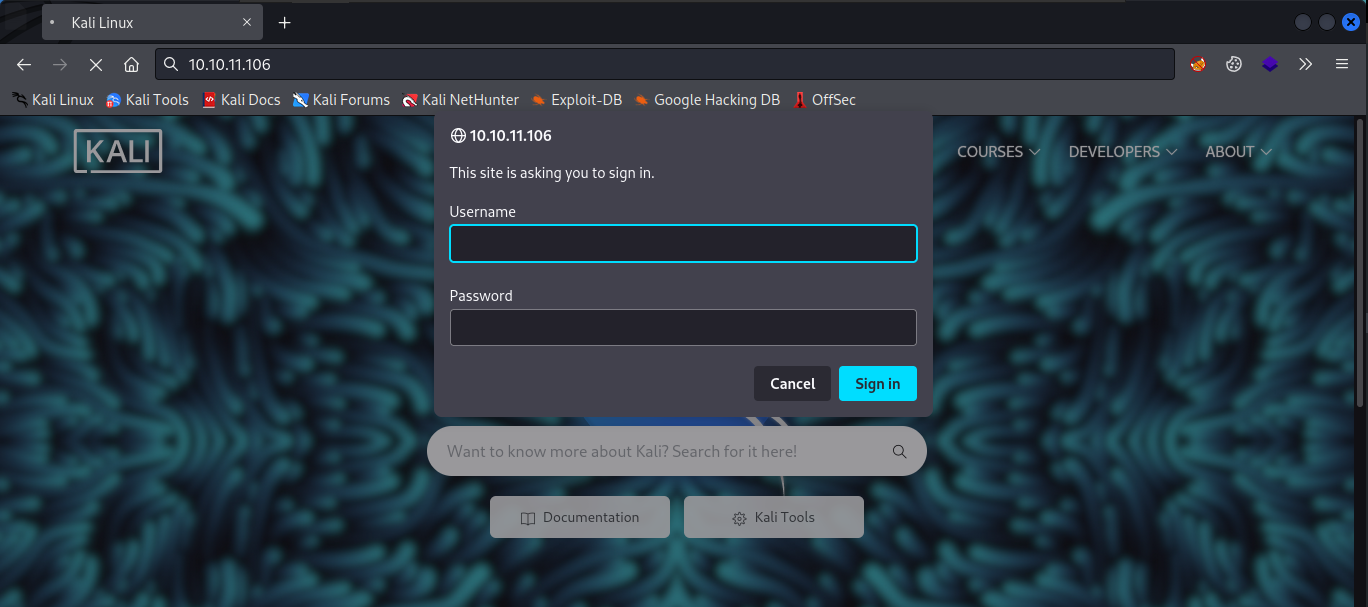 Kali Linux
10.10.11.106
Kali Linux Kali Tools Kali Docs Kali Forums Kali NetHunter Exploit-DB Google Hacking DB OffSec
10.10.11.106
KALI COURSES DEVELOPERS ABOUT
This site is asking you to sign in.
Username
Password
Cancel Sign in
Want to know more about Kali? Search for it here!
Documentation Kali Tools